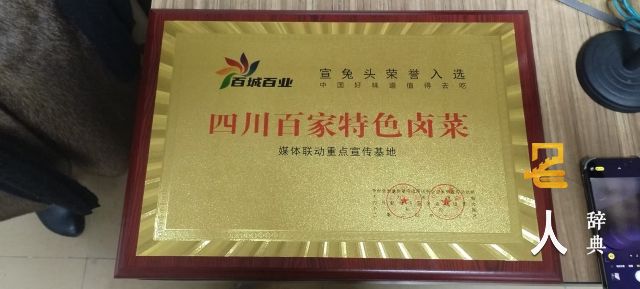 百城百业
宣兔头荣誉入选
中国好味道值得去吃
四川百家特色卤菜
媒体联动重点宣传基地
人
辞典